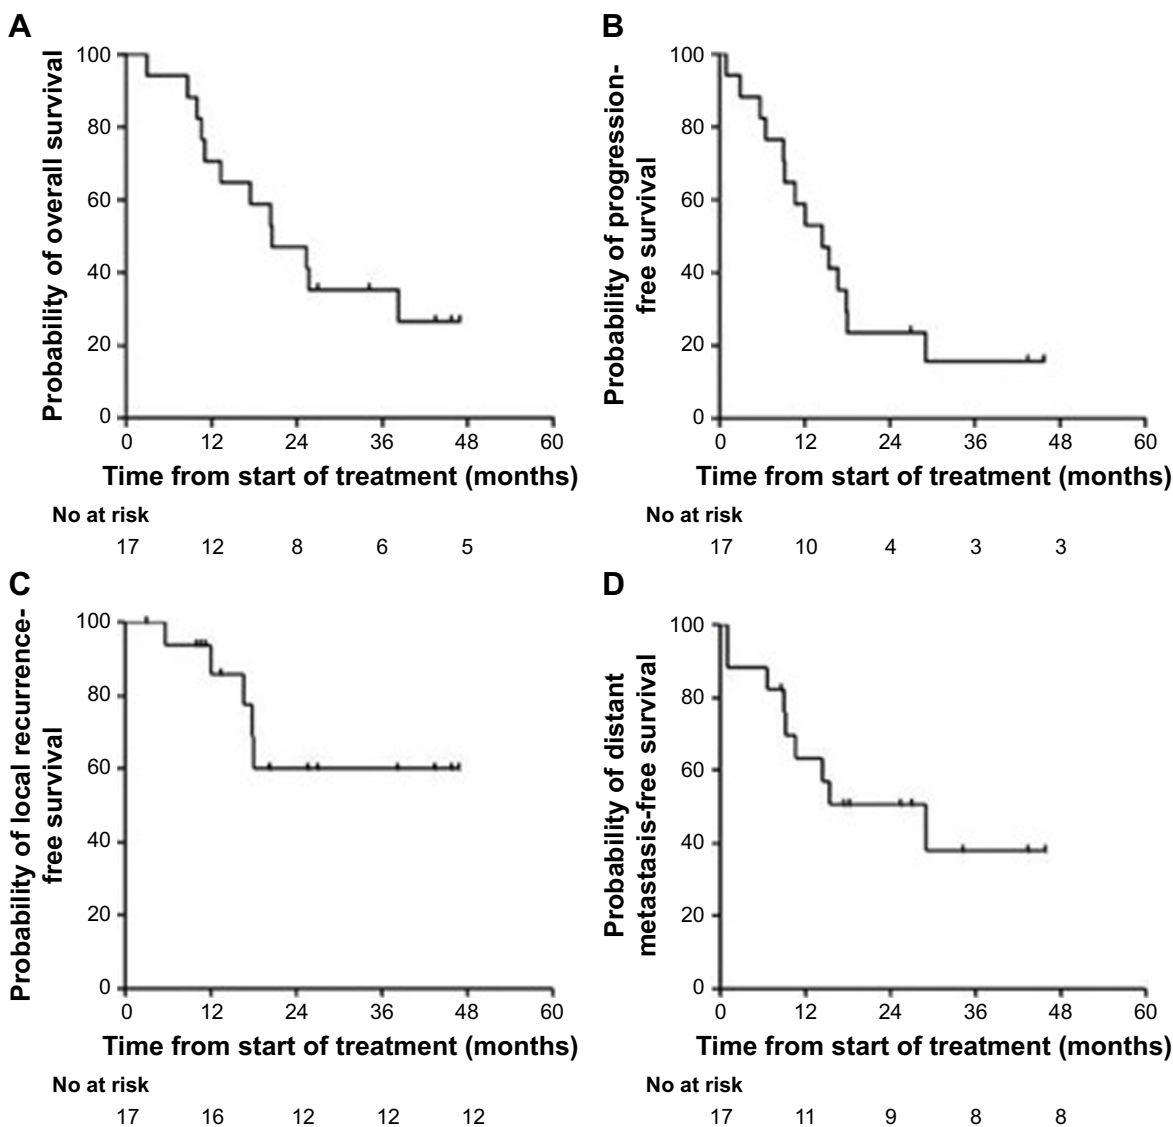 A
Probability of overall survival
100
80
60
40
20
0
0 12 24 36 48 60
Time from start of treatment (months)
No at risk
17 12 8 6 5
B
Probability of progression-
free survival
100
80
60
40
20
0
0 12 24 36 48 60
Time from start of treatment (months)
No at risk
17 10 4 3 3
C
Probability of local recurrence-
free survival
100
80
60
40
20
0
0 12 24 36 48 60
Time from start of treatment (months)
No at risk
17 16 12 12 12
D
Probability of distant
metastasis-free survival
100
80
60
40
20
0
0 12 24 36 48 60
Time from start of treatment (months)
No at risk
17 11 9 8 8